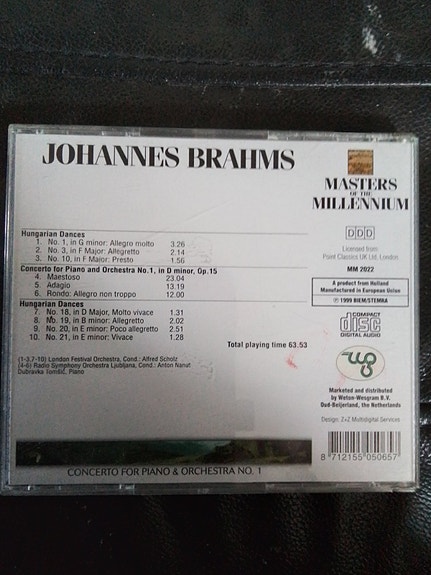 JOHANNES BRAHMS
Hungarian Dances
1. No. 1, in G minor: Allegro molto 3.26
2. No. 3, in F Major: Allegretto 2.14
3. No. 10, in F Major: Presto 1.56
Concerto for Piano and Orchestra No.1, in D minor, Op.15
4. Maestoso 23.04
5. Adagio 13.19
6. Rondo: Allegro non troppo 12.00
Hungarian Dances
7. No. 18, in D Major, Molto vivace 1.31
8. No. 19, in B minor: Allegretto 2.02
9. No. 20, in E minor: Poco allegretto 2.51
10. No. 21, in E minor: Vivace 1.28
Total playing time 63.53
(1-3,7-10) London Festival Orchestra, Cond: Alfred Scholz
(4-6) Radio Symphony Orchestra Ljubljana, Cond: Anton Nanut
Dubravka Tomšič, Piano
CONCERTO FOR PIANO & ORCHESTRA NO. 1
MASTERS
OF THE
MILLENNIUM
DDD
Licensed from
Point Classics UK Ltd. London
MM 2022
A product from Holland
Manufactured in European Union
℗ 1999 BIEM/STEMRA
COMPACT
disc
DIGITAL AUDIO
wg
Marketed and distributed
by Weton-Wesgram B.V.
Oud-Beijerland, the Netherlands
Design: Z+Z Multidigital Services
8 712155 050657